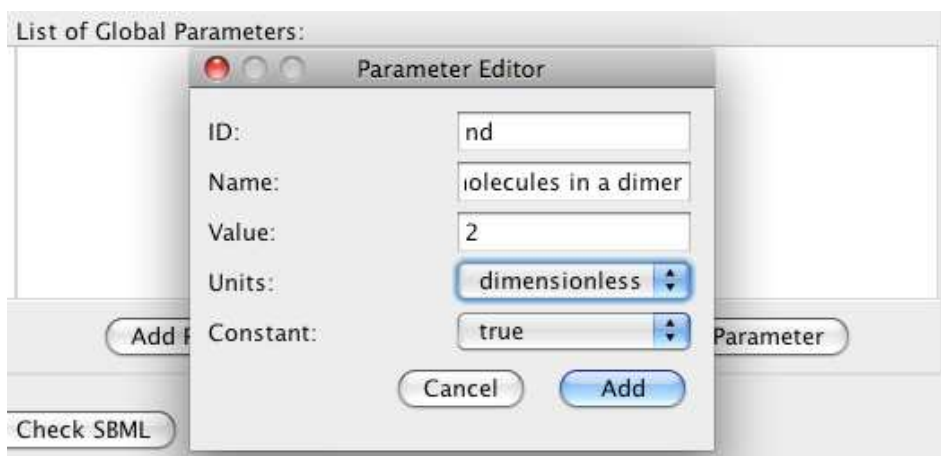 List of Global Parameters:
Parameter Editor
ID: nd
Name: molecules in a dimer
Value: 2
Units: dimensionless
Constant: true
Add Parameter
Cancel Add
Check SBML